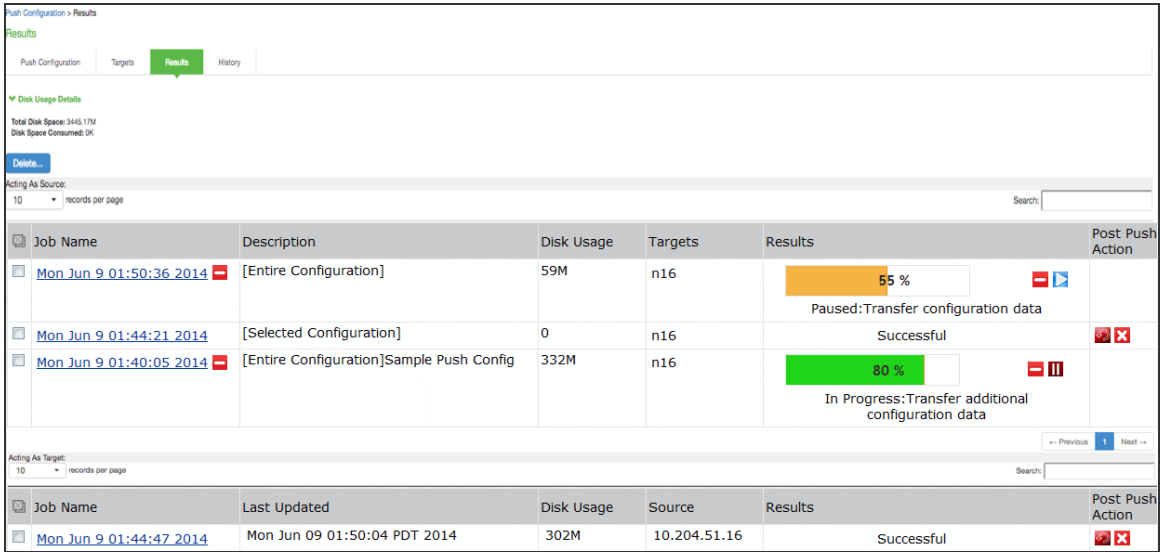 Push Configuration > Results
Results
Push Configuration Targets Results History
Disk Usage Details
Total Disk Space: 3445.17M
Disk Space Consumed: 0K
Delete...
Acting As Source:
10 records per page Search:
Job Name Description Disk Usage Targets Results Post Push
Action
Mon Jun 9 01:50:36 2014 [Entire Configuration] 59M n16 55 %
Paused:Transfer configuration data
Mon Jun 9 01:44:21 2014 [Selected Configuration] 0 n16 Successful
Mon Jun 9 01:40:05 2014 [Entire Configuration]Sample Push Config 332M n16 80 %
In Progress:Transfer additional
configuration data
← Previous 1 Next →
Acting As Target:
10 records per page Search:
Job Name Last Updated Disk Usage Source Results Post Push
Action
Mon Jun 9 01:44:47 2014 Mon Jun 09 01:50:04 PDT 2014 302M 10.204.51.16 Successful